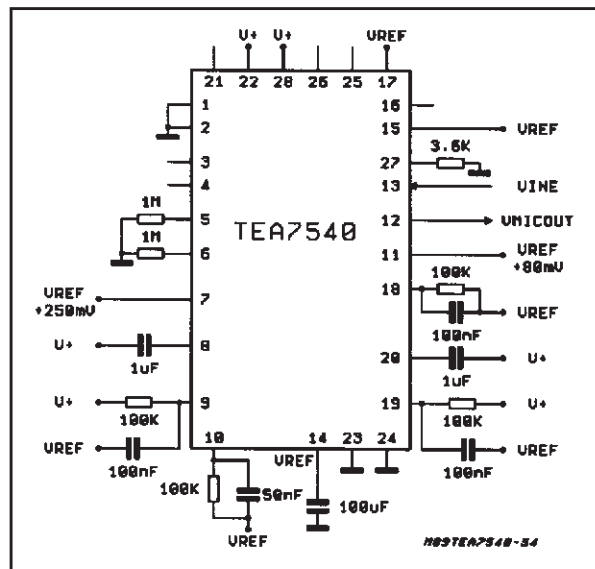 V+ V+ VREF
21 22 28 26 25 17
1 16
2 15 VREF
3 27 3.6K
4 13 VINE
1M
5 12 VMICOUT
TEA7540
1M
6 11 VREF
+80mV
VREF
+250mV
7 18 100K
100nF VREF
V+ 8 20 V+
1uF 1uF
V+ 9 19 V+
100K 100K
VREF 10 14 23 24 VREF
100nF VREF 100nF
100K 50nF 100uF
VREF
M89TEA7540-54